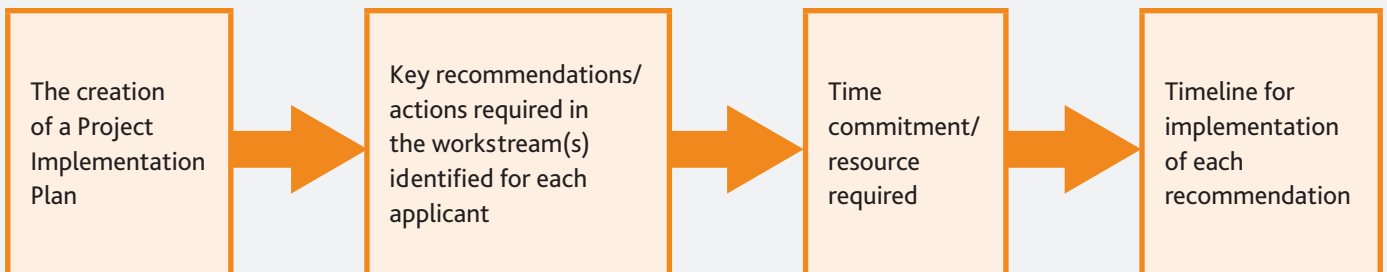 The creation
of a Project
Implementation
Plan
Key recommendations/
actions required in
the workstream(s)
identified for each
applicant
Time
commitment/
resource
required
Timeline for
implementation
of each
recommendation